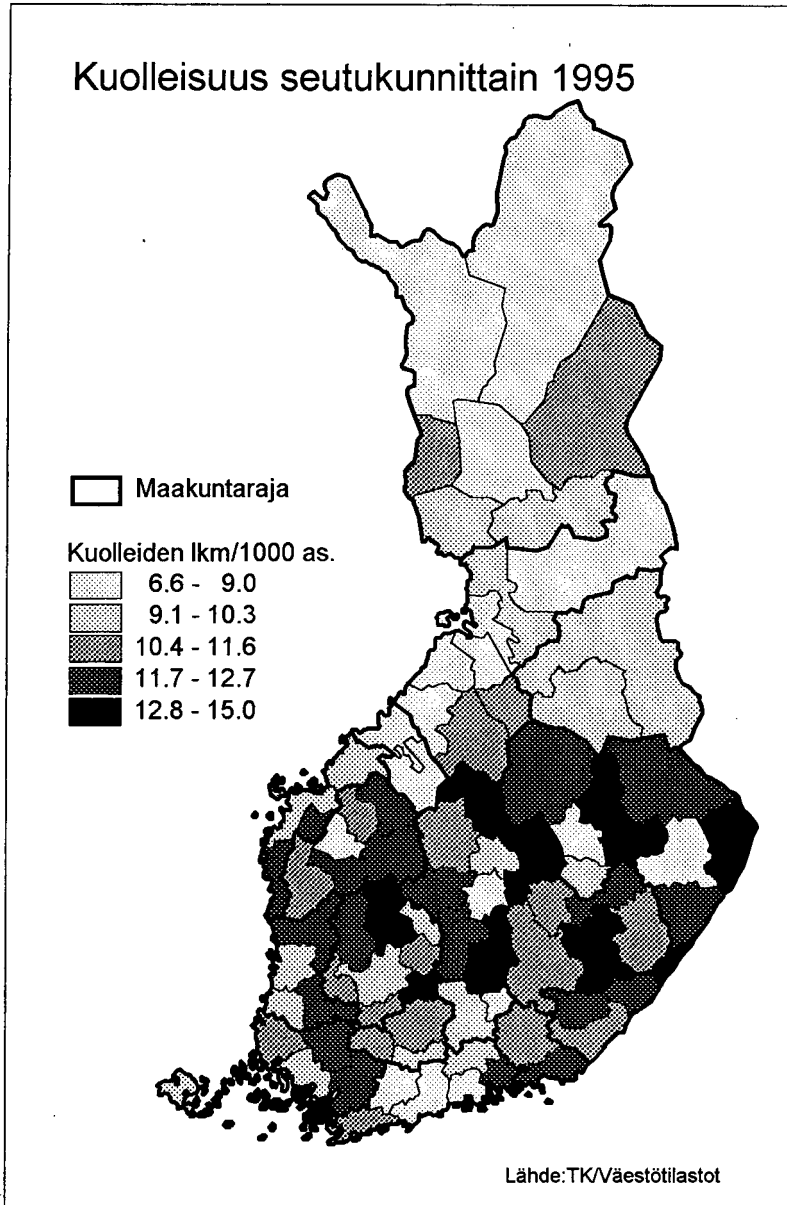 Kuolleisuus seutukunnittain 1995
Maakuntaraja
Kuolleiden lkm/1000 as.
6.6 - 9.0
9.1 - 10.3
10.4 - 11.6
11.7 - 12.7
12.8 - 15.0
Lähde:TK/Väestötilastot